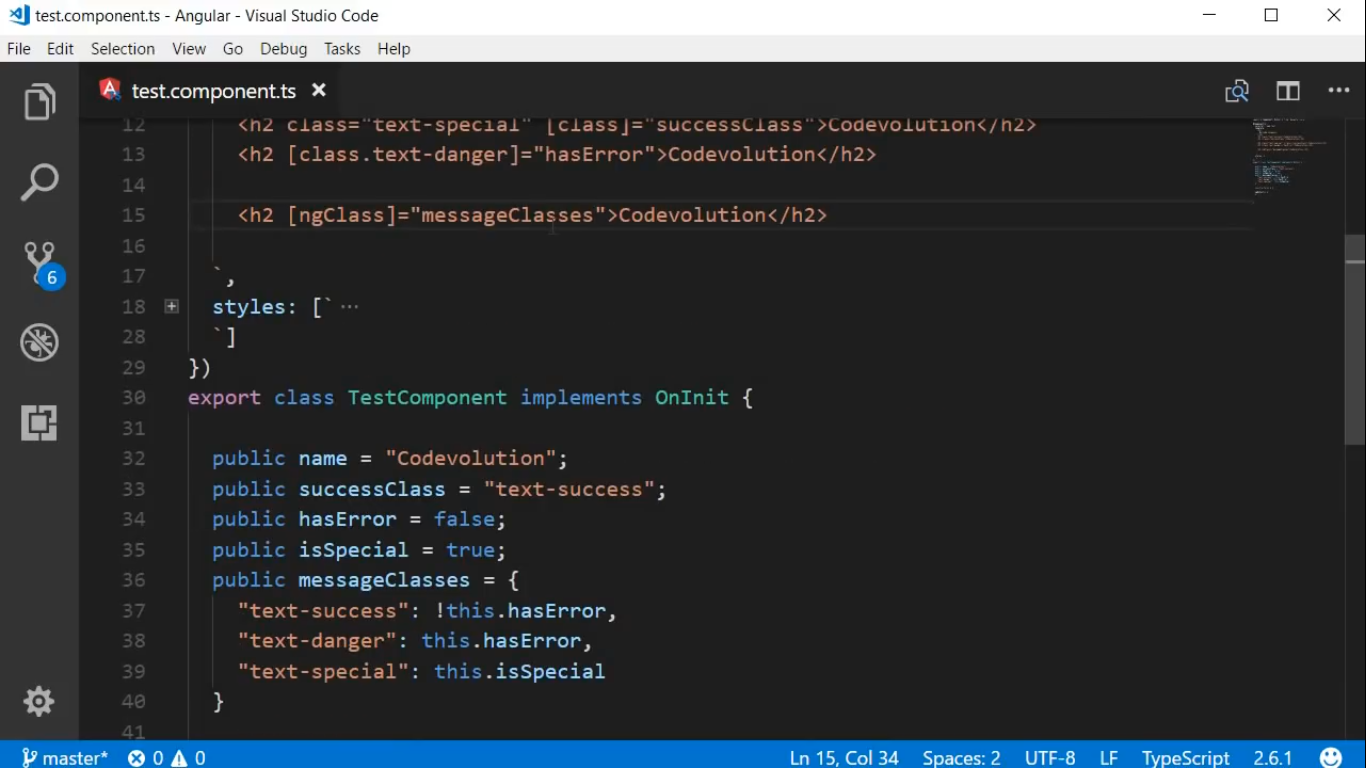 test.component.ts - Angular - Visual Studio Code
File Edit Selection View Go Debug Tasks Help
test.component.ts
12 <h2 class="text-special" [class]="successClass">Codevolution</h2>
13 <h2 [class.text-danger]="hasError">Codevolution</h2>
14
15 <h2 [ngClass]="messageClasses">Codevolution</h2>
16
17 `,
18 styles: [` ···
28 `]
29 })
30 export class TestComponent implements OnInit {
31
32 public name = "Codevolution";
33 public successClass = "text-success";
34 public hasError = false;
35 public isSpecial = true;
36 public messageClasses = {
37 "text-success": !this.hasError,
38 "text-danger": this.hasError,
39 "text-special": this.isSpecial
40 }
41
6
master* 0 0 Ln 15, Col 34 Spaces: 2 UTF-8 LF TypeScript 2.6.1